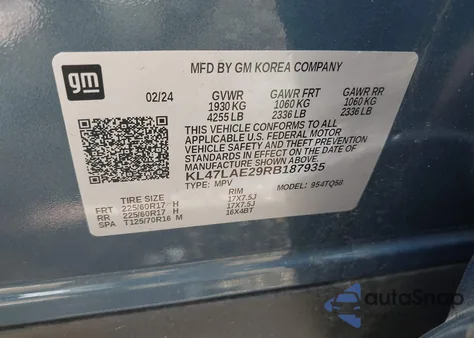 gm
MFD BY GM KOREA COMPANY
02/24 GVWR GAWR FRT GAWR RR
1930 KG 1060 KG 1060 KG
4255 LB 2336 LB 2336 LB
THIS VEHICLE CONFORMS TO ALL
APPLICABLE U.S. FEDERAL MOTOR
VEHICLE SAFETY AND THEFT PREVENTION
STANDARDS IN EFFECT ON THE DATE OF
MANUFACTURE SHOWN ABOVE.
KL47LAE29RB187935
TYPE: MPV MODEL: 954TQ58
TIRE SIZE RIM
FRT 225/60R17 H 17X7.5J
RR 225/60R17 H 17X7.5J
SPA T125/70R16 M 16X4BT
autoSnap